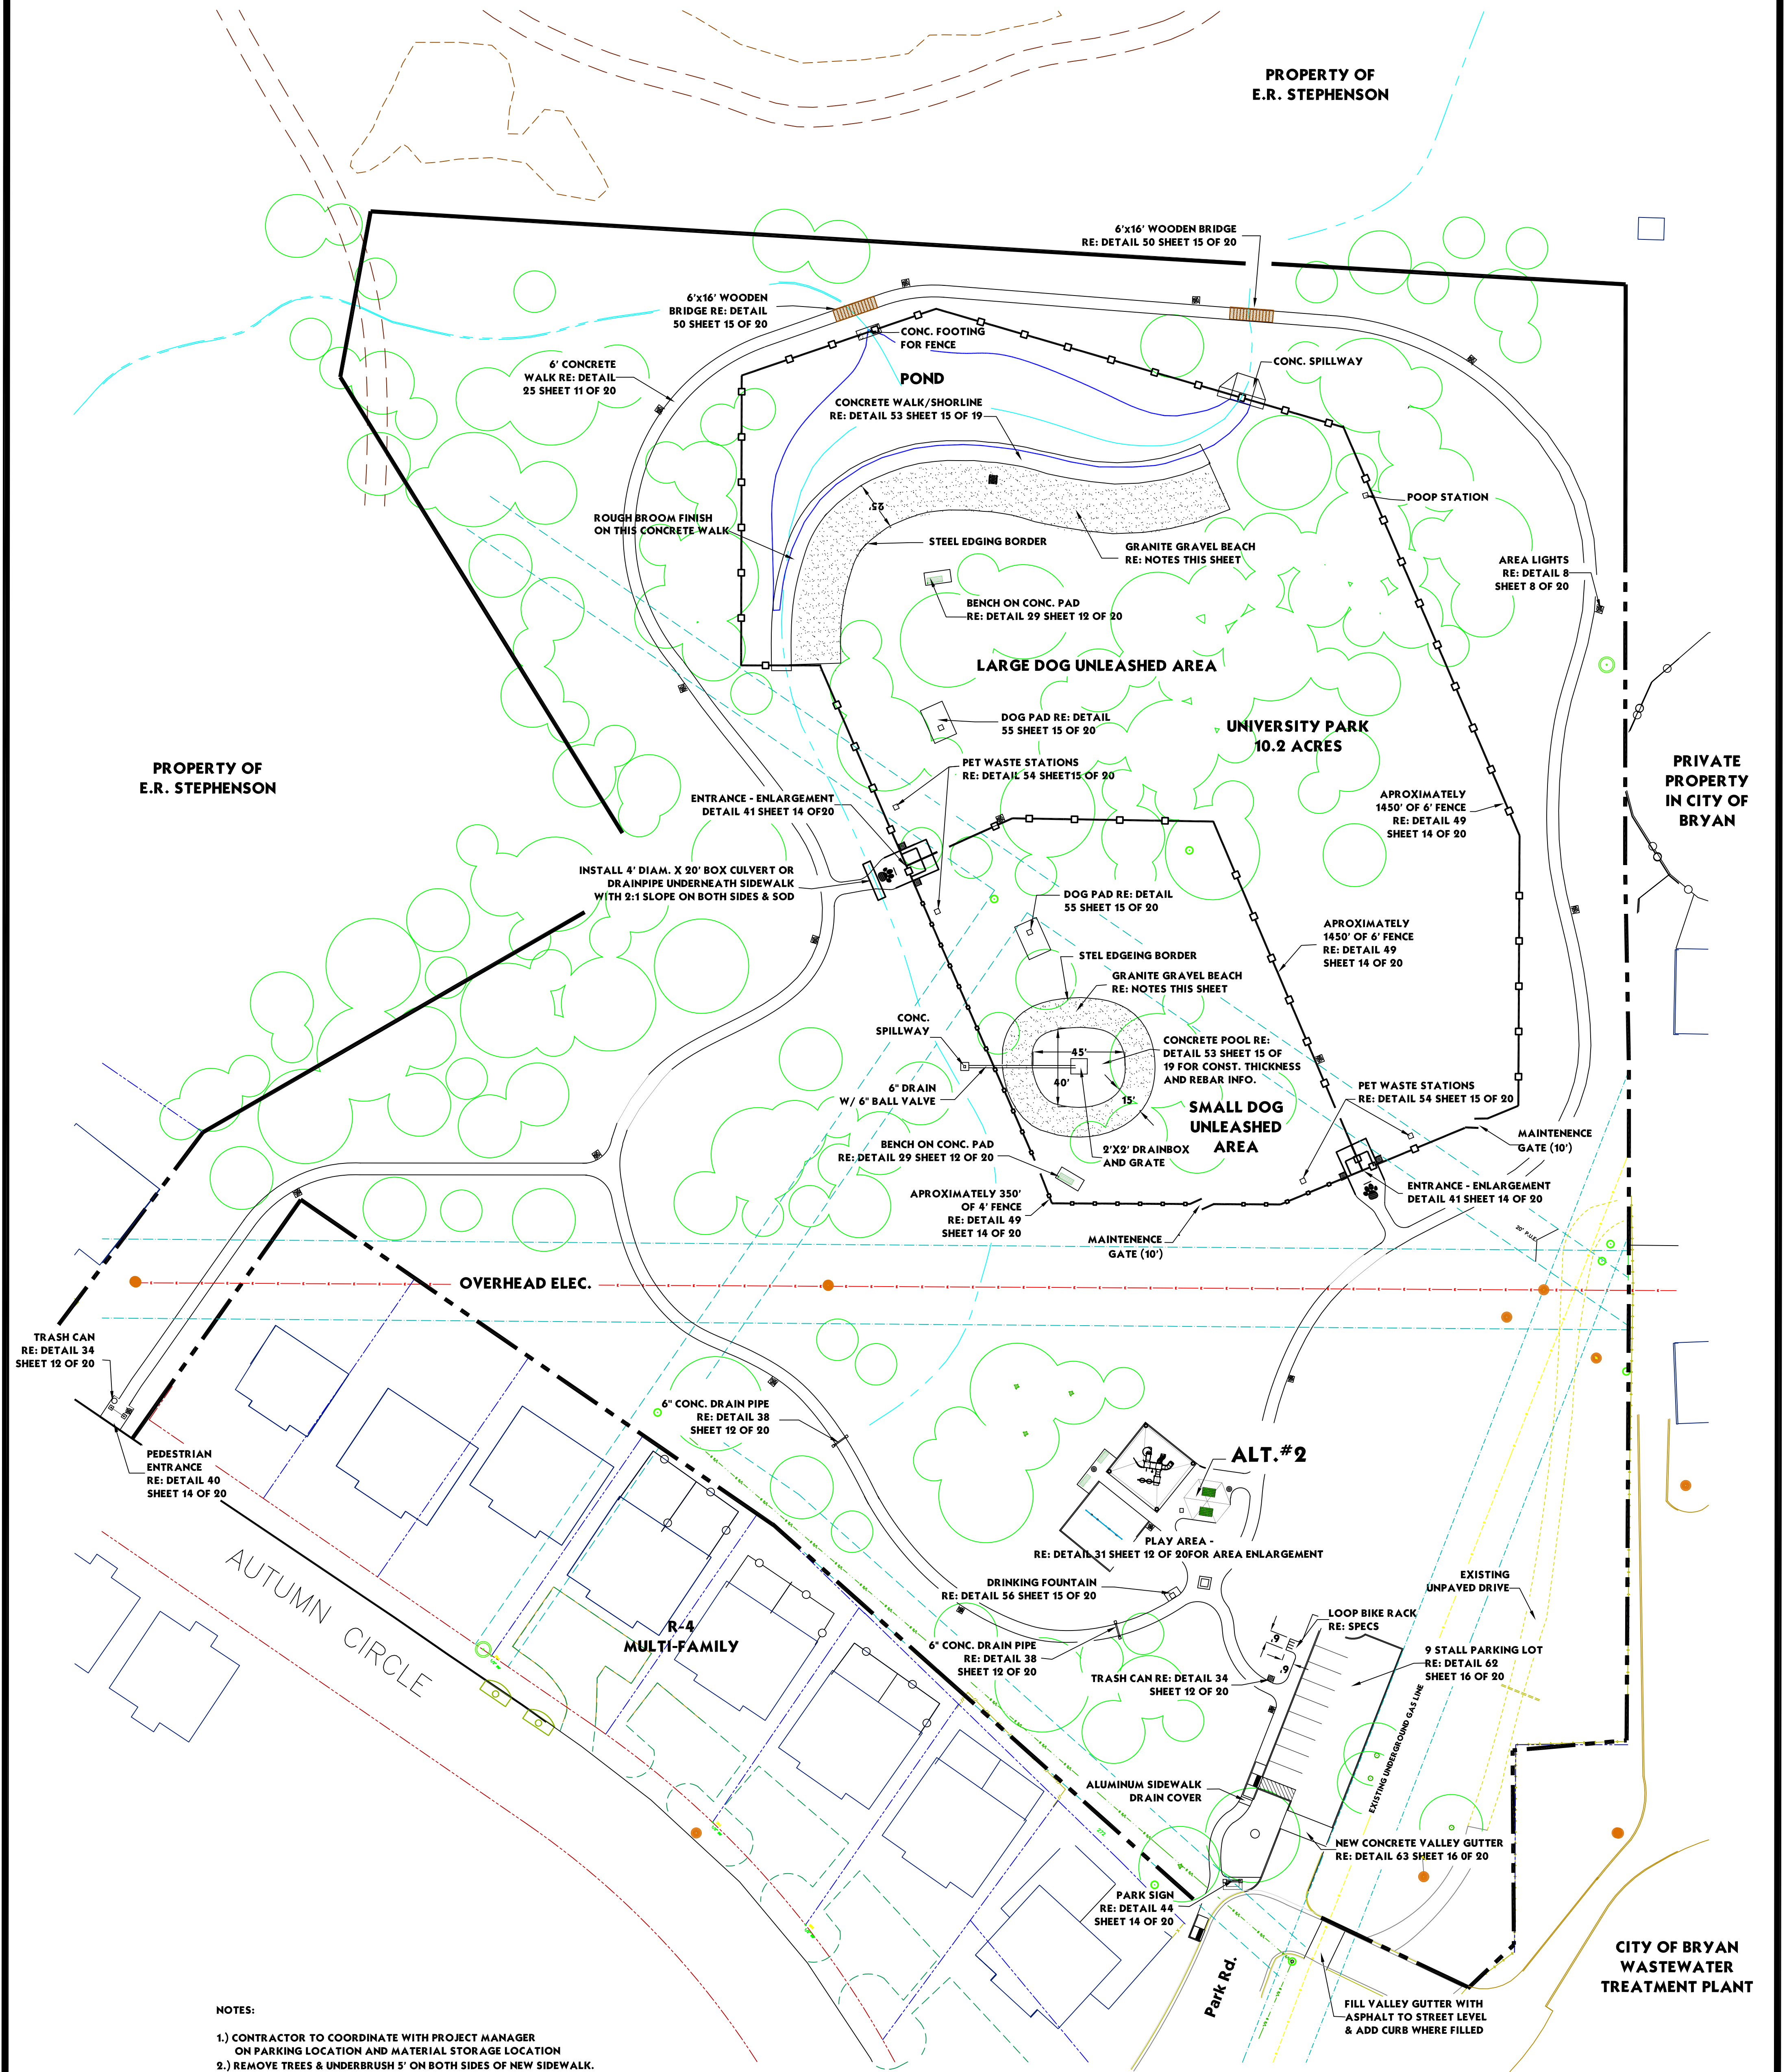 PROPERTY OF
E.R. STEPHENSON
6'x16' WOODEN BRIDGE
RE: DETAIL 50 SHEET 15 OF 20
6'x16' WOODEN
BRIDGE RE: DETAIL
50 SHEET 15 OF 20
CONC. FOOTING
FOR FENCE
6' CONCRETE
WALK RE: DETAIL
25 SHEET 11 OF 20
CONC. SPILLWAY
POND
CONCRETE WALK/SHORLINE
RE: DETAIL 53 SHEET 15 OF 19
POOP STATION
25'
ROUGH BROOM FINISH
ON THIS CONCRETE WALK
STEEL EDGING BORDER
GRANITE GRAVEL BEACH
RE: NOTES THIS SHEET
AREA LIGHTS
RE: DETAIL 8
SHEET 8 OF 20
BENCH ON CONC. PAD
RE: DETAIL 29 SHEET 12 OF 20
LARGE DOG UNLEASHED AREA
DOG PAD RE: DETAIL
55 SHEET 15 OF 20
UNIVERSITY PARK
10.2 ACRES
PROPERTY OF
E.R. STEPHENSON
PRIVATE
PROPERTY
IN CITY OF
BRYAN
PET WASTE STATIONS
RE: DETAIL 54 SHEET15 OF 20
ENTRANCE - ENLARGEMENT
DETAIL 41 SHEET 14 OF20
APROXIMATELY
1450' OF 6' FENCE
RE: DETAIL 49
SHEET 14 OF 20
INSTALL 4' DIAM. X 20' BOX CULVERT OR
DRAINPIPE UNDERNEATH SIDEWALK
WITH 2:1 SLOPE ON BOTH SIDES & SOD
DOG PAD RE: DETAIL
55 SHEET 15 OF 20
APROXIMATELY
1450' OF 6' FENCE
RE: DETAIL 49
SHEET 14 OF 20
STEL EDGEING BORDER
GRANITE GRAVEL BEACH
RE: NOTES THIS SHEET
CONC.
SPILLWAY
45'
40'
15'
CONCRETE POOL RE:
DETAIL 53 SHEET 15 OF
19 FOR CONST. THICKNESS
AND REBAR INFO.
6" DRAIN
W/ 6" BALL VALVE
PET WASTE STATIONS
RE: DETAIL 54 SHEET 15 OF 20
SMALL DOG
UNLEASHED
AREA
MAINTENENCE
GATE (10')
BENCH ON CONC. PAD
RE: DETAIL 29 SHEET 12 OF 20
2'X2' DRAINBOX
AND GRATE
ENTRANCE - ENLARGEMENT
DETAIL 41 SHEET 14 OF 20
APROXIMATELY 350'
OF 4' FENCE
RE: DETAIL 49
SHEET 14 OF 20
MAINTENENCE
GATE (10')
20' P.U.E.
OVERHEAD ELEC.
TRASH CAN
RE: DETAIL 34
SHEET 12 OF 20
6" CONC. DRAIN PIPE
RE: DETAIL 38
SHEET 12 OF 20
PEDESTRIAN
ENTRANCE
RE: DETAIL 40
SHEET 14 OF 20
ALT.#2
PLAY AREA -
RE: DETAIL 31 SHEET 12 OF 20FOR AREA ENLARGEMENT
DRINKING FOUNTAIN
RE: DETAIL 56 SHEET 15 OF 20
EXISTING
UNPAVED DRIVE
AUTUMN CIRCLE
R-4
MULTI-FAMILY
LOOP BIKE RACK
RE: SPECS
6'
6'
6" CONC. DRAIN PIPE
RE: DETAIL 38
SHEET 12 OF 20
9 STALL PARKING LOT
RE: DETAIL 62
SHEET 16 OF 20
TRASH CAN RE: DETAIL 34
SHEET 12 OF 20
EXISTING UNDERGROUND GAS LINE
ALUMINUM SIDEWALK
DRAIN COVER
NEW CONCRETE VALLEY GUTTER
RE: DETAIL 63 SHEET 16 OF 20
PARK SIGN
RE: DETAIL 44
SHEET 14 OF 20
Park Rd.
CITY OF BRYAN
WASTEWATER
TREATMENT PLANT
FILL VALLEY GUTTER WITH
ASPHALT TO STREET LEVEL
& ADD CURB WHERE FILLED
NOTES:
1.) CONTRACTOR TO COORDINATE WITH PROJECT MANAGER
ON PARKING LOCATION AND MATERIAL STORAGE LOCATION
2.) REMOVE TREES & UNDERBRUSH 5' ON BOTH SIDES OF NEW SIDEWALK.